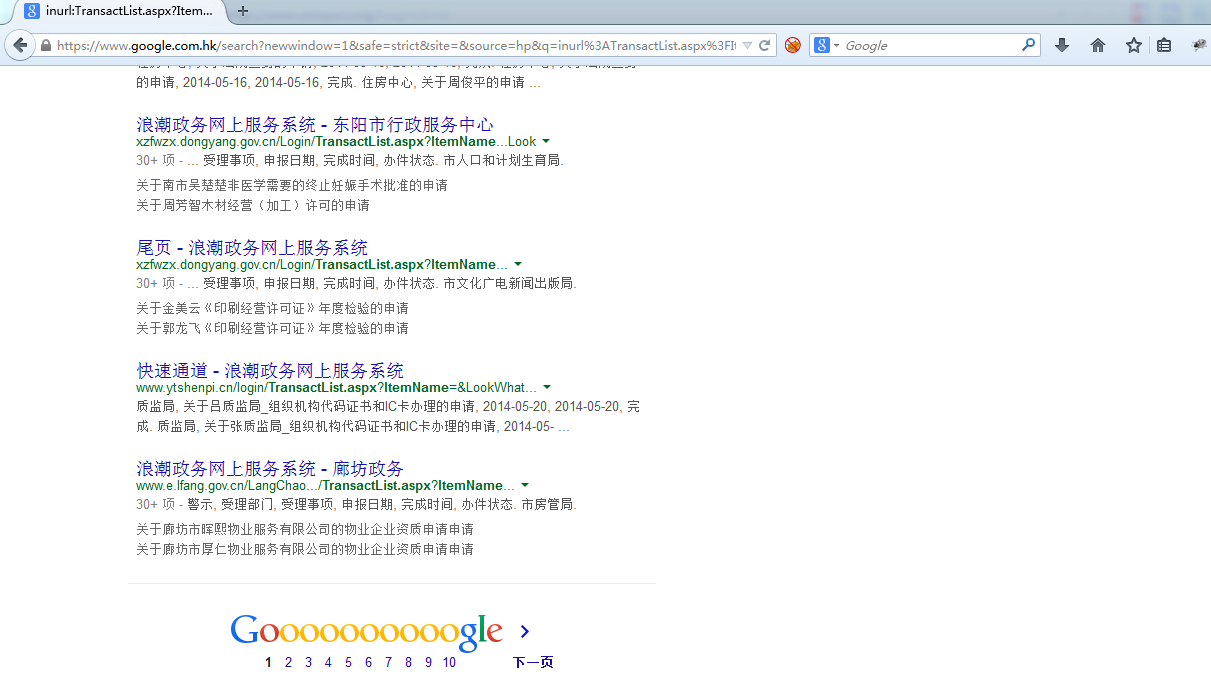 inurl:TransactList.aspx?Item...
https://www.google.com.hk/search?newwindow=1&safe=strict&site=&source=hp&q=inurl%3ATransactList.aspx%3FIt
Google
的申请, 2014-05-16, 2014-05-16, 完成. 住房中心, 关于周俊平的申请 ...
浪潮政务网上服务系统 - 东阳市行政服务中心
xzfwzx.dongyang.gov.cn/Login/TransactList.aspx?ItemName...Look
30+ 项 - ... 受理事项, 申报日期, 完成时间, 办件状态. 市人口和计划生育局.
关于南市吴楚楚非医学需要的终止妊娠手术批准的申请
关于周芳智木材经营（加工）许可的申请
尾页 - 浪潮政务网上服务系统
xzfwzx.dongyang.gov.cn/Login/TransactList.aspx?ItemName...
30+ 项 - ... 受理事项, 申报日期, 完成时间, 办件状态. 市文化广电新闻出版局.
关于金美云《印刷经营许可证》年度检验的申请
关于郭龙飞《印刷经营许可证》年度检验的申请
快速通道 - 浪潮政务网上服务系统
www.ytshenpi.cn/login/TransactList.aspx?ItemName=&LookWhat...
质监局, 关于吕质监局_组织机构代码证书和IC卡办理的申请, 2014-05-20, 2014-05-20, 完
成. 质监局, 关于张质监局_组织机构代码证书和IC卡办理的申请, 2014-05- ...
浪潮政务网上服务系统 - 廊坊政务
www.e.lfang.gov.cn/LangChao.../TransactList.aspx?ItemName...
30+ 项 - 警示, 受理部门, 受理事项, 申报日期, 完成时间, 办件状态. 市房管局.
关于廊坊市晖熙物业服务有限公司的物业企业资质申请申请
关于廊坊市厚仁物业服务有限公司的物业企业资质申请申请
Goooooooooogle
1 2 3 4 5 6 7 8 9 10 下一页